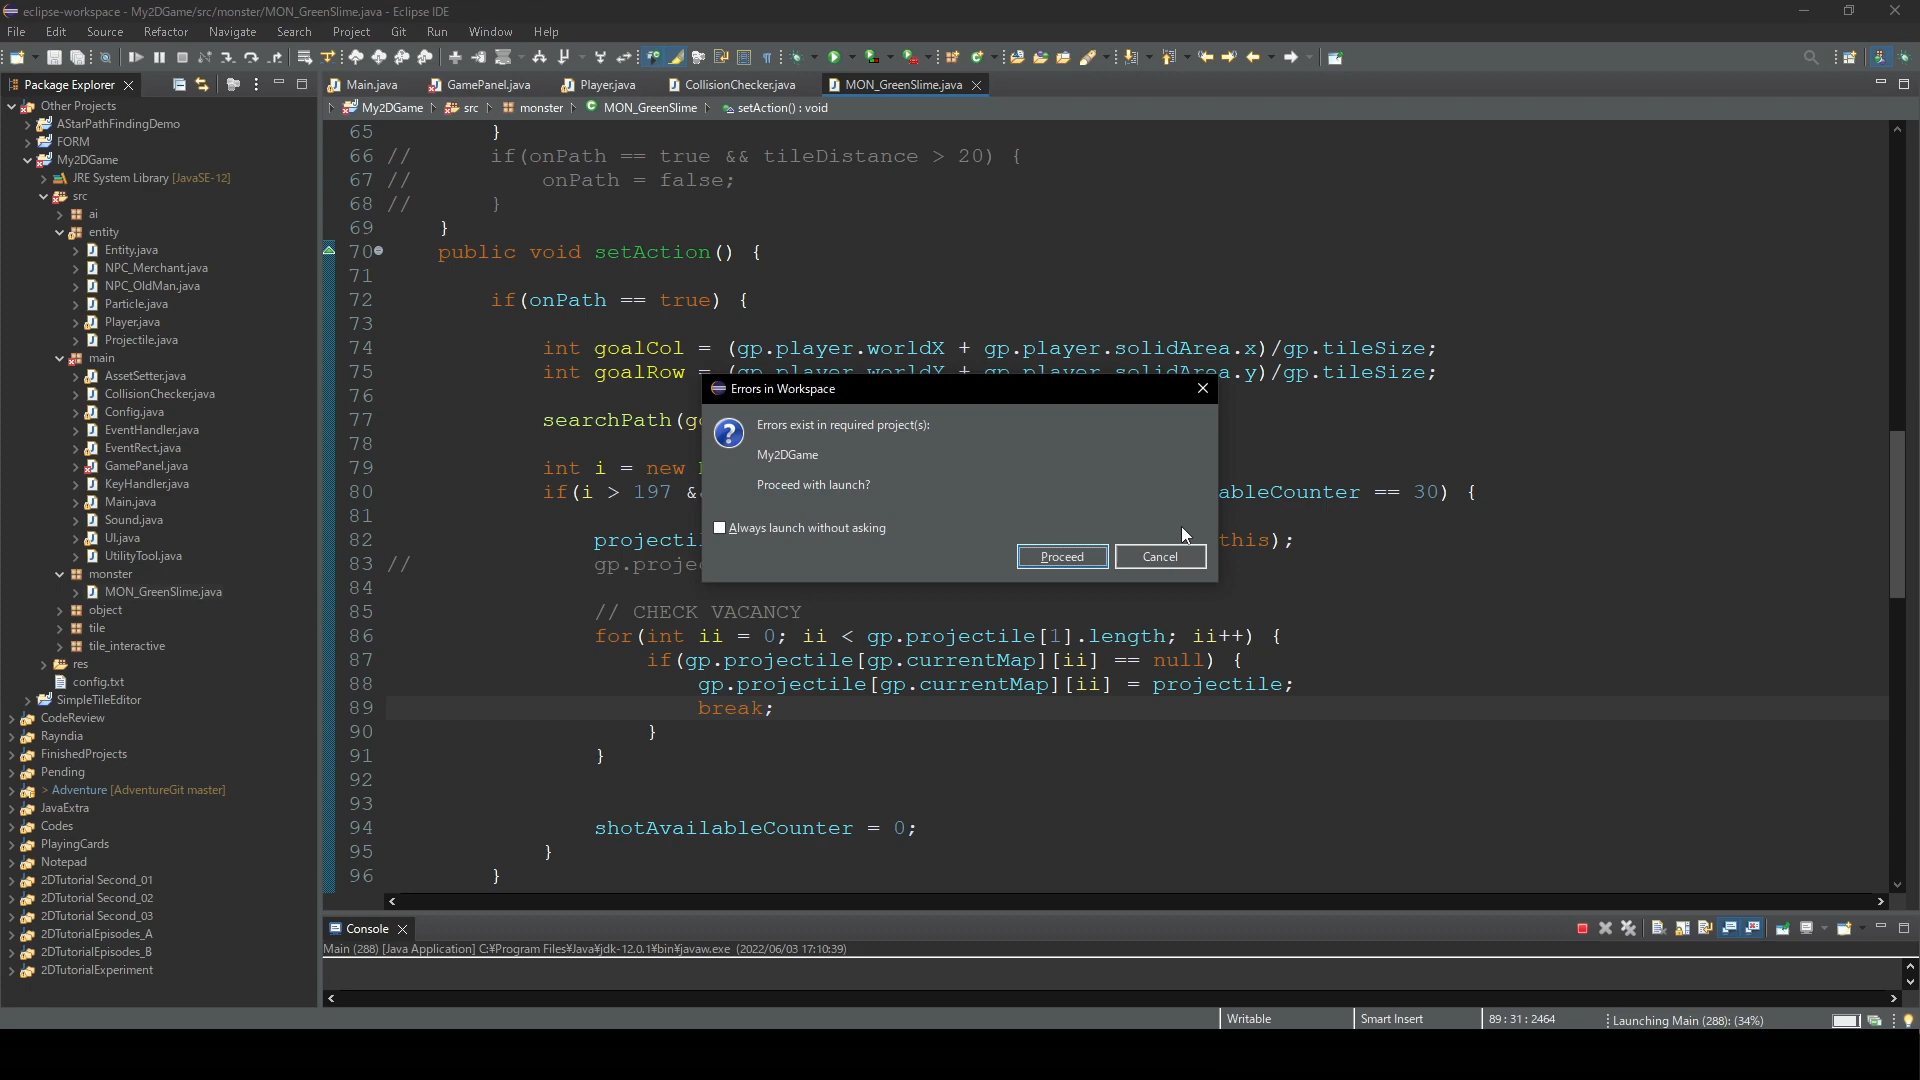 eclipse-workspace - My2DGame/src/monster/MON_GreenSlime.java - Eclipse IDE
File Edit Source Refactor Navigate Search Project Git Run Window Help
Package Explorer
Main.java GamePanel.java Player.java CollisionChecker.java MON_GreenSlime.java
My2DGame src monster MON_GreenSlime setAction() : void
Other Projects
AStarPathFindingDemo
FORM
My2DGame
JRE System Library [JavaSE-12]
src
ai
entity
Entity.java
NPC_Merchant.java
NPC_OldMan.java
Particle.java
Player.java
Projectile.java
main
AssetSetter.java
CollisionChecker.java
Config.java
EventHandler.java
EventRect.java
GamePanel.java
KeyHandler.java
Main.java
Sound.java
UI.java
UtilityTool.java
monster
MON_GreenSlime.java
object
tile
tile_interactive
res
config.txt
SimpleTileEditor
CodeReview
Rayndia
FinishedProjects
Pending
> Adventure [AdventureGit master]
JavaExtra
Codes
PlayingCards
Notepad
2DTutorial Second_01
2DTutorial Second_02
2DTutorial Second_03
2DTutorialEpisodes_A
2DTutorialEpisodes_B
2DTutorialExperiment
65 }
66 // if(onPath == true && tileDistance > 20) {
67 // onPath = false;
68 // }
69 }
70 public void setAction() {
71
72 if(onPath == true) {
73
74 int goalCol = (gp.player.worldX + gp.player.solidArea.x)/gp.tileSize;
75 int goalRow = (gp.player.worldY + gp.player.solidArea.y)/gp.tileSize;
76
77 searchPath(g
78
79 int i = new
80 if(i > 197 & ableCounter == 30) {
81
82 projecti this);
83 // gp.proje
84
85 // CHECK VACANCY
86 for(int ii = 0; ii < gp.projectile[1].length; ii++) {
87 if(gp.projectile[gp.currentMap][ii] == null) {
88 gp.projectile[gp.currentMap][ii] = projectile;
89 break;
90 }
91 }
92
93
94 shotAvailableCounter = 0;
95 }
96 }
Errors in Workspace
Errors exist in required project(s):
My2DGame
Proceed with launch?
Always launch without asking
Proceed Cancel
Console
Main (288) [Java Application] C:¥Program Files¥Java¥jdk-12.0.1¥bin¥javaw.exe (2022/06/03 17:10:39)
Writable Smart Insert 89 : 31 : 2464 Launching Main (288): (34%)